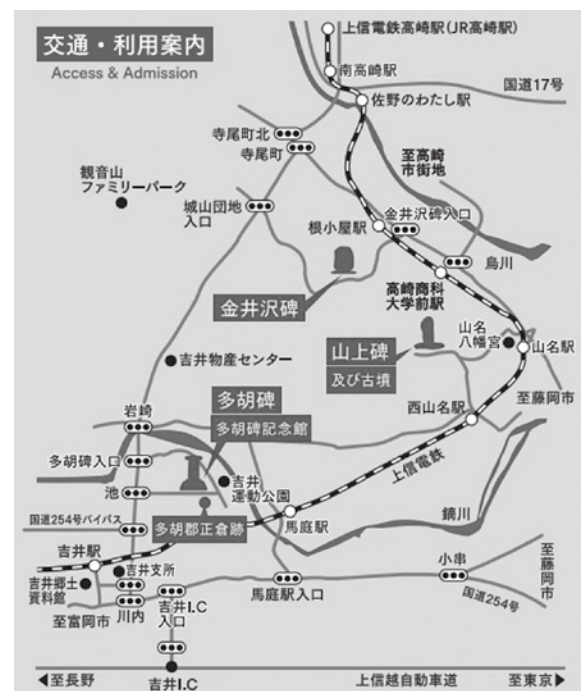 交通・利用案内
Access & Admission
上信電鉄高崎駅(JR高崎駅)
南高崎駅
国道17号
佐野のわたし駅
寺尾町北
寺尾町
至高崎
市街地
観音山
ファミリーパーク
城山団地
入口
金井沢碑入口
根小屋駅
烏川
金井沢碑
高崎商科
大学前駅
山上碑
及び古墳
山名
八幡宮
山名駅
吉井物産センター
至藤岡市
多胡碑
多胡碑記念館
西山名駅
岩崎
多胡碑入口
上信電鉄
池
吉井
運動公園
国道254号バイパス
多胡郡正倉跡
馬庭駅
鏑川
吉井駅
吉井支所
小串
至藤岡市
吉井郷土
資料館
馬庭駅入口
国道254号
至富岡市
川内
吉井I.C
入口
◀至長野
吉井I.C
上信越自動車道
至東京▶